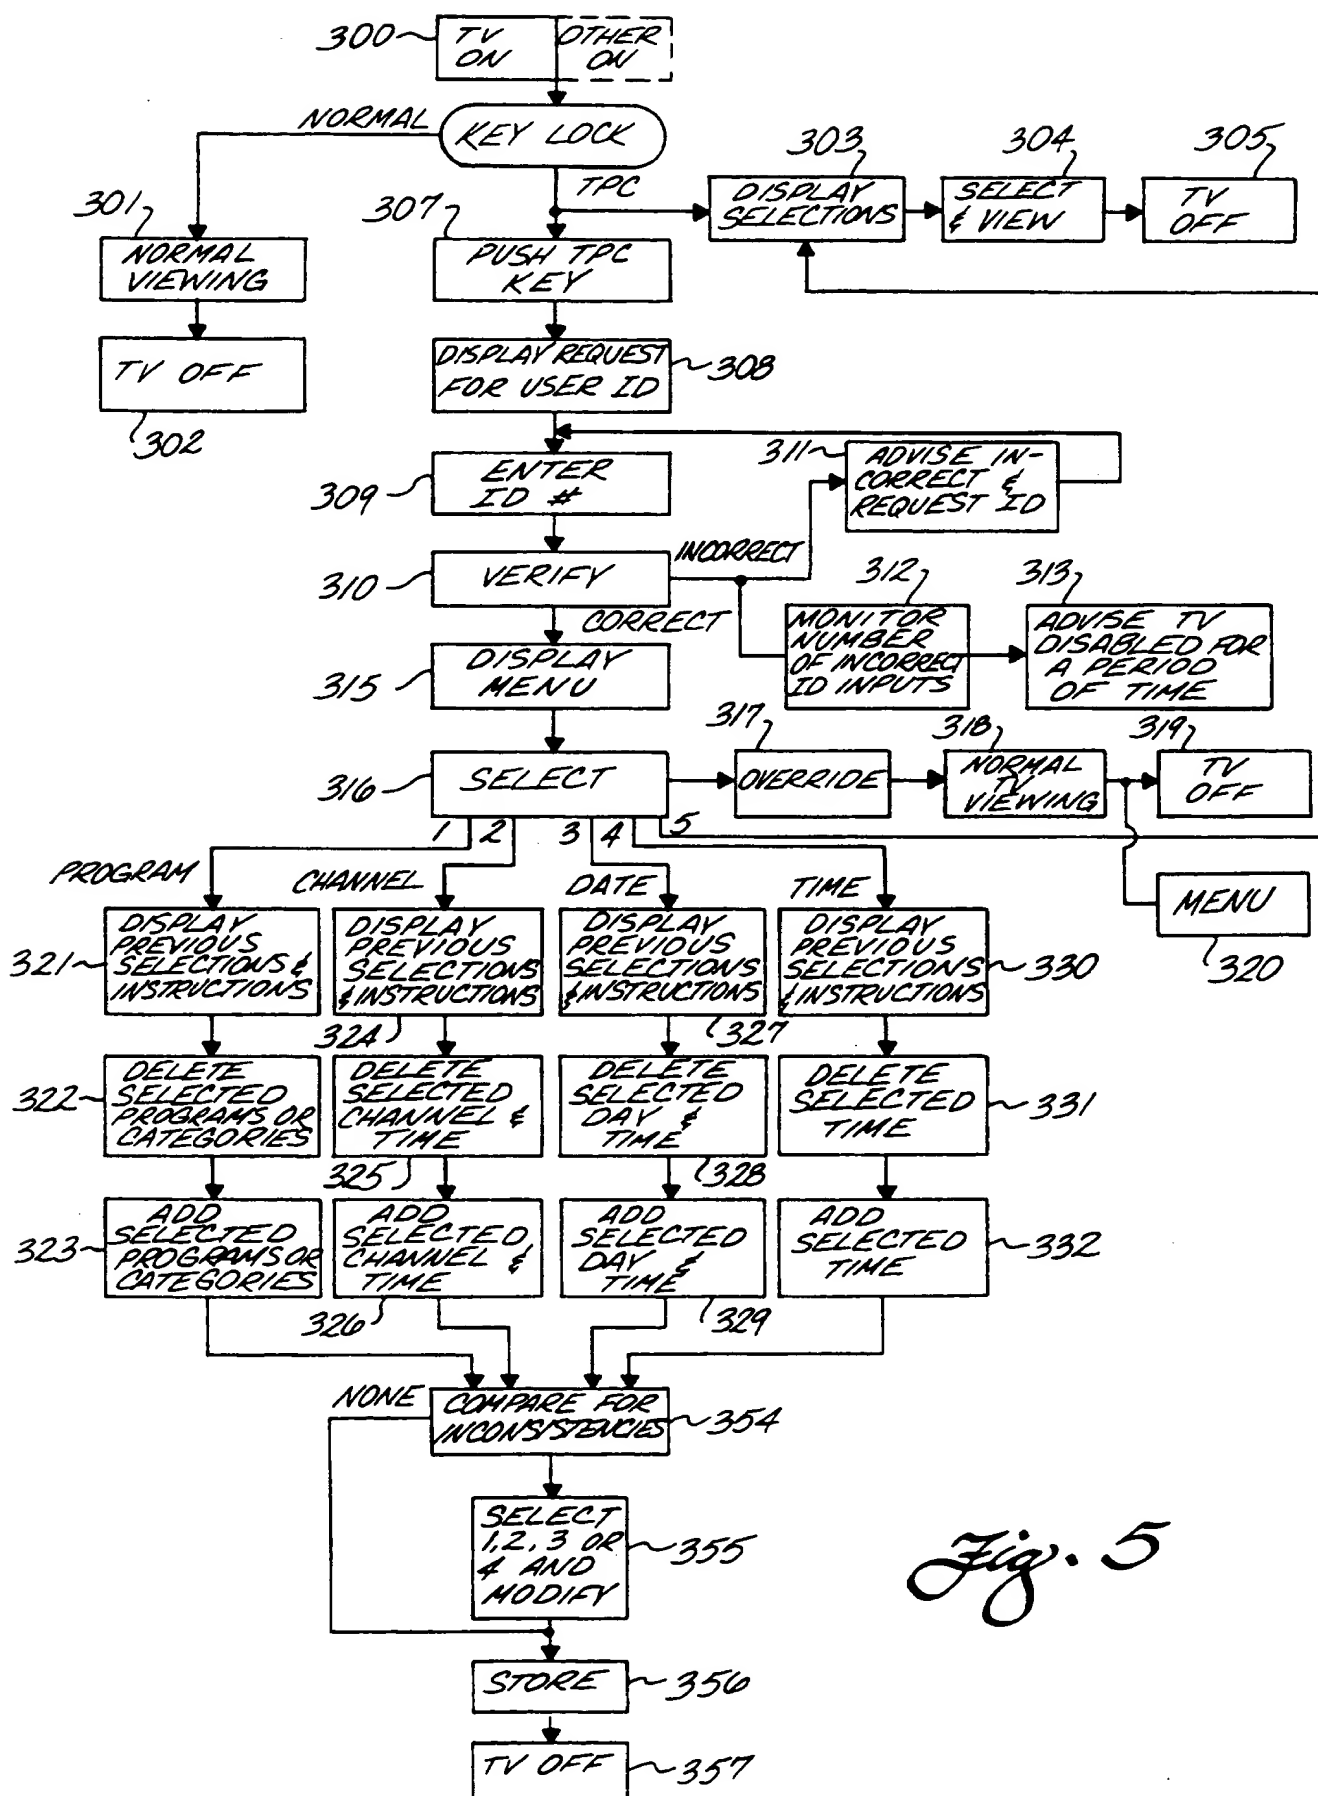 300
TV
ON
OTHER
ON
NORMAL
KEY LOCK
TPC
303
DISPLAY
SELECTIONS
304
SELECT
& VIEW
305
TV
OFF
301
NORMAL
VIEWING
307
PUSH TPC
KEY
TV OFF
302
DISPLAY REQUEST
FOR USER ID
308
309
ENTER
ID #
311
ADVISE IN-
CORRECT &
REQUEST ID
310
VERIFY
INCORRECT
CORRECT
312
MONITOR
NUMBER
OF INCORRECT
ID INPUTS
313
ADVISE TV
DISABLED FOR
A PERIOD
OF TIME
315
DISPLAY
MENU
316
SELECT
317
OVERRIDE
318
NORMAL
TV
VIEWING
319
TV
OFF
1 2 3 4 5
PROGRAM
CHANNEL
DATE
TIME
MENU
320
321
DISPLAY
PREVIOUS
SELECTIONS &
INSTRUCTIONS
DISPLAY
PREVIOUS
SELECTIONS
& INSTRUCTIONS
324
DISPLAY
PREVIOUS
SELECTIONS
& INSTRUCTIONS
327
DISPLAY
PREVIOUS
SELECTIONS
& INSTRUCTIONS
330
322
DELETE
SELECTED
PROGRAMS OR
CATEGORIES
DELETE
SELECTED
CHANNEL &
TIME
325
DELETE
SELECTED
DAY &
TIME
328
DELETE
SELECTED
TIME
331
323
ADD
SELECTED
PROGRAMS OR
CATEGORIES
ADD
SELECTED
CHANNEL &
TIME
326
ADD
SELECTED
DAY &
TIME
329
ADD
SELECTED
TIME
332
NONE
COMPARE FOR
INCONSISTENCIES
354
SELECT
1, 2, 3 OR
4 AND
MODIFY
355
Fig. 5
STORE
356
TV OFF
357